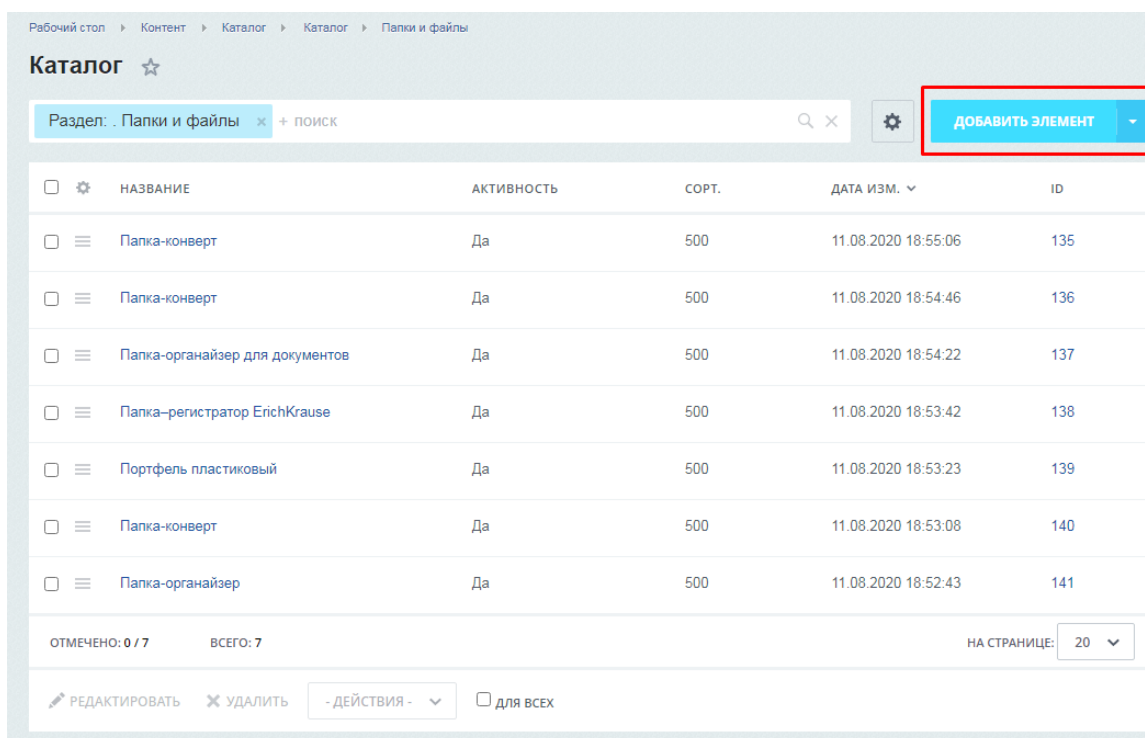 Рабочий стол Контент Каталог Каталог Папки и файлы
Каталог
Раздел: . Папки и файлы × + поиск ДОБАВИТЬ ЭЛЕМЕНТ
НАЗВАНИЕ АКТИВНОСТЬ СОРТ. ДАТА ИЗМ. ID
Папка-конверт Да 500 11.08.2020 18:55:06 135
Папка-конверт Да 500 11.08.2020 18:54:46 136
Папка-органайзер для документов Да 500 11.08.2020 18:54:22 137
Папка–регистратор ErichKrause Да 500 11.08.2020 18:53:42 138
Портфель пластиковый Да 500 11.08.2020 18:53:23 139
Папка-конверт Да 500 11.08.2020 18:53:08 140
Папка-органайзер Да 500 11.08.2020 18:52:43 141
ОТМЕЧЕНО: 0 / 7 ВСЕГО: 7 НА СТРАНИЦЕ: 20
РЕДАКТИРОВАТЬ УДАЛИТЬ - ДЕЙСТВИЯ - ДЛЯ ВСЕХ